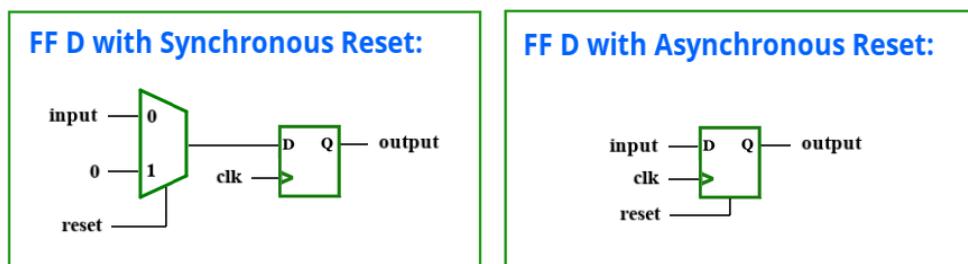 FF D with Synchronous Reset:
input
0
0
1
reset
clk
D Q
output
FF D with Asynchronous Reset:
input
clk
reset
D Q
output